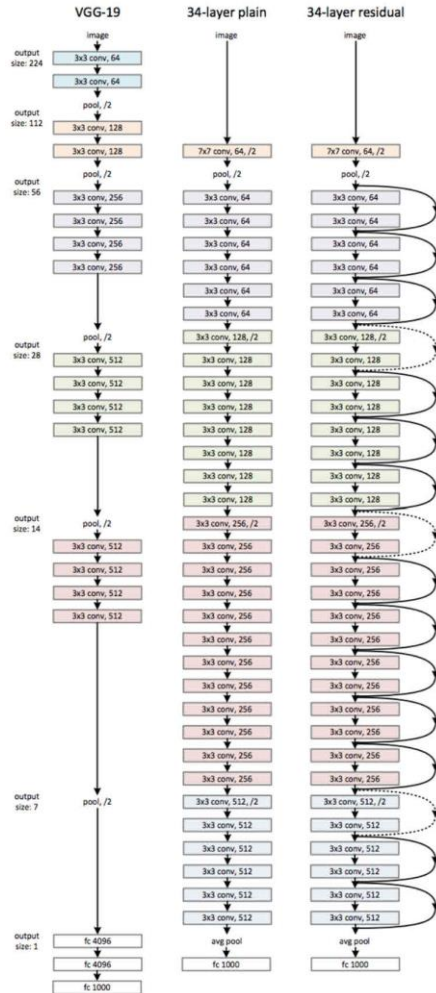 VGG-19
image
output
size: 224
3x3 conv, 64
3x3 conv, 64
pool, /2
output
size: 112
3x3 conv, 128
3x3 conv, 128
pool, /2
output
size: 56
3x3 conv, 256
3x3 conv, 256
3x3 conv, 256
3x3 conv, 256
pool, /2
output
size: 28
3x3 conv, 512
3x3 conv, 512
3x3 conv, 512
3x3 conv, 512
pool, /2
output
size: 14
3x3 conv, 512
3x3 conv, 512
3x3 conv, 512
3x3 conv, 512
pool, /2
output
size: 7
output
size: 1
fc 4096
fc 4096
fc 1000
34-layer plain
image
7x7 conv, 64, /2
pool, /2
3x3 conv, 64
3x3 conv, 64
3x3 conv, 64
3x3 conv, 64
3x3 conv, 64
3x3 conv, 64
3x3 conv, 128, /2
3x3 conv, 128
3x3 conv, 128
3x3 conv, 128
3x3 conv, 128
3x3 conv, 128
3x3 conv, 128
3x3 conv, 128
3x3 conv, 256, /2
3x3 conv, 256
3x3 conv, 256
3x3 conv, 256
3x3 conv, 256
3x3 conv, 256
3x3 conv, 256
3x3 conv, 256
3x3 conv, 256
3x3 conv, 256
3x3 conv, 256
3x3 conv, 256
3x3 conv, 512, /2
3x3 conv, 512
3x3 conv, 512
3x3 conv, 512
3x3 conv, 512
3x3 conv, 512
avg pool
fc 1000
34-layer residual
image
7x7 conv, 64, /2
pool, /2
3x3 conv, 64
3x3 conv, 64
3x3 conv, 64
3x3 conv, 64
3x3 conv, 64
3x3 conv, 64
3x3 conv, 128, /2
3x3 conv, 128
3x3 conv, 128
3x3 conv, 128
3x3 conv, 128
3x3 conv, 128
3x3 conv, 128
3x3 conv, 128
3x3 conv, 256, /2
3x3 conv, 256
3x3 conv, 256
3x3 conv, 256
3x3 conv, 256
3x3 conv, 256
3x3 conv, 256
3x3 conv, 256
3x3 conv, 256
3x3 conv, 256
3x3 conv, 256
3x3 conv, 256
3x3 conv, 512, /2
3x3 conv, 512
3x3 conv, 512
3x3 conv, 512
3x3 conv, 512
3x3 conv, 512
avg pool
fc 1000